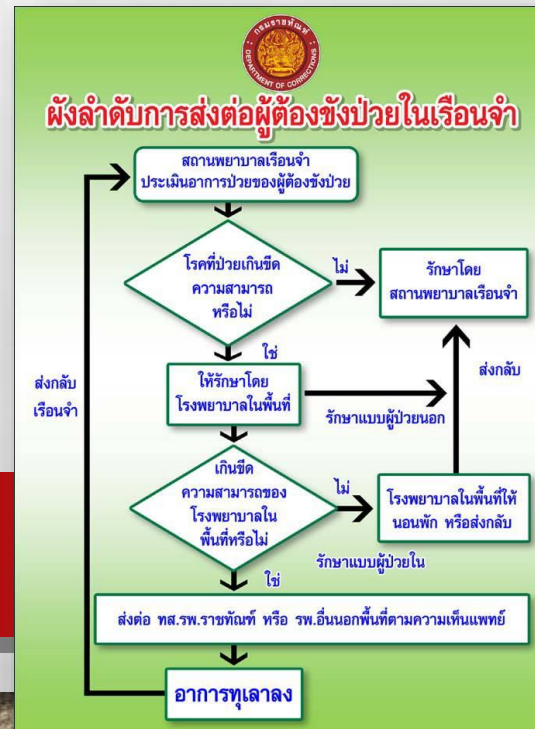 กรมราชทัณฑ์
DEPARTMENT OF CORRECTIONS
ผังลำดับการส่งต่อผู้ต้องขังป่วยในเรือนจำ
สถานพยาบาลเรือนจำ
ประเมินอาการป่วยของผู้ต้องขังป่วย
โรคที่ป่วยเกินขีด
ความสามารถ
หรือไม่
ไม่
รักษาโดย
สถานพยาบาลเรือนจำ
ใช่
ส่งกลับ
เรือนจำ
ให้รักษาโดย
โรงพยาบาลในพื้นที่
รักษาแบบผู้ป่วยนอก
ส่งกลับ
เกินขีด
ความสามารถของ
โรงพยาบาลใน
พื้นที่หรือไม่
ไม่
โรงพยาบาลในพื้นที่ให้
นอนพัก หรือส่งกลับ
รักษาแบบผู้ป่วยใน
ใช่
ส่งต่อ ทส.รพ.ราชทัณฑ์ หรือ รพ.อื่นนอกพื้นที่ตามความเห็นแพทย์
อาการทุเลาลง